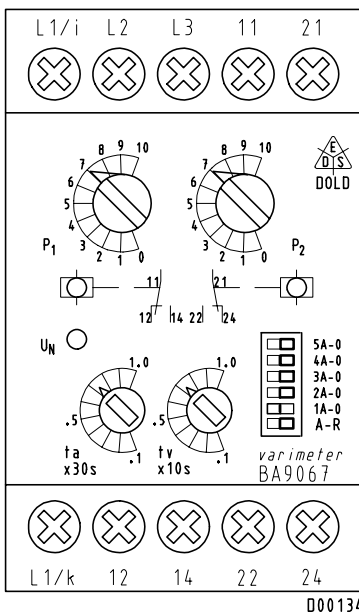 L1/i L2 L3 11 21
7 8 9 10 7 8 9 10
6 6
5 5
4 4
3 2 1 0 3 2 1 0
E
D S
DOLD
P1 P2
11 21
12 14 22 24
UN
5A-0
4A-0
3A-0
2A-0
1A-0
A-R
1.0 1.0
.5 .5
.1 .1
ta tv
x30s x10s
varimeter
BA9067
L1/k 12 14 22 24
D00134